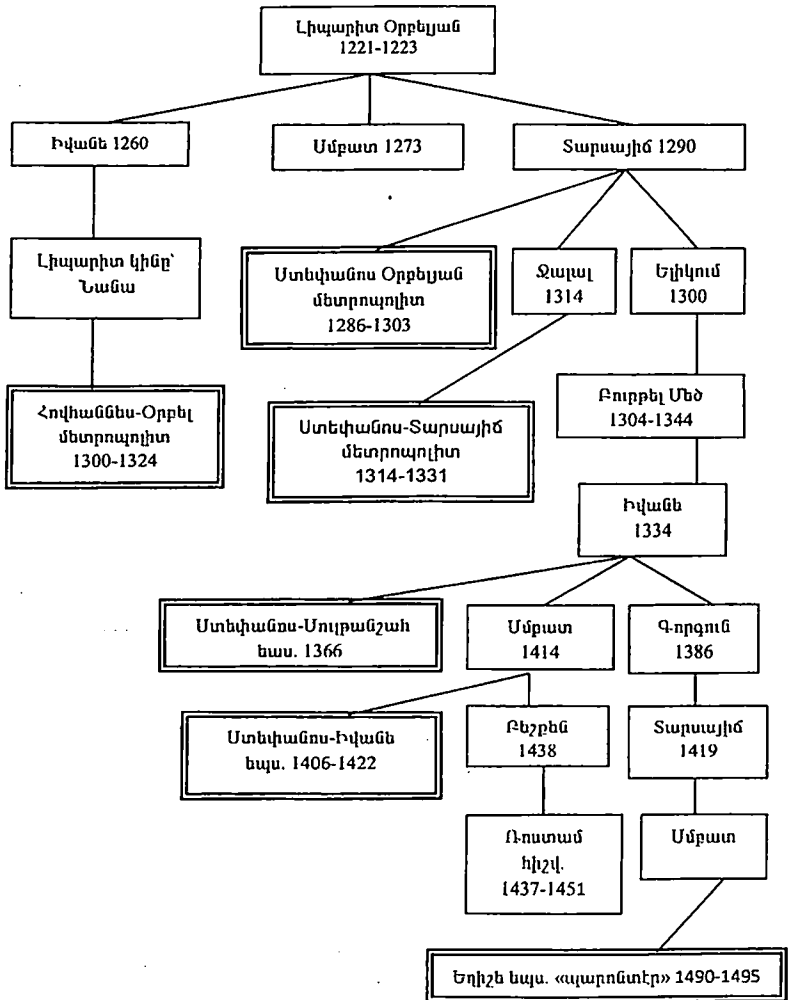 Լիպարիտ Օրբելյան
1221-1223
Իվանե 1260
Սմբատ 1273
Տարսայիճ 1290
Լիպարիտ կինը՝
Նանա
Ստեփանոս Օրբելյան
մետրոպոլիտ
1286-1303
Ջալալ
1314
Ելիկում
1300
Հովհաննես-Օրբել
մետրոպոլիտ
1300-1324
Ստեփանոս-Տարսայիճ
մետրոպոլիտ
1314-1331
Բուրթել Մեծ
1304-1344
Իվանե
1334
Ստեփանոս-Սուլթանշահ
եաս. 1366
Սմբատ
1414
Գորգուն
1386
Ստեփանոս-Իվանե
եպս. 1406-1422
Բեշքեն
1438
Տարսայիճ
1419
Ռոստամ
հիշվ.
1437-1451
Սմբատ
Եղիշե եպս. «պարոնտէր» 1490-1495